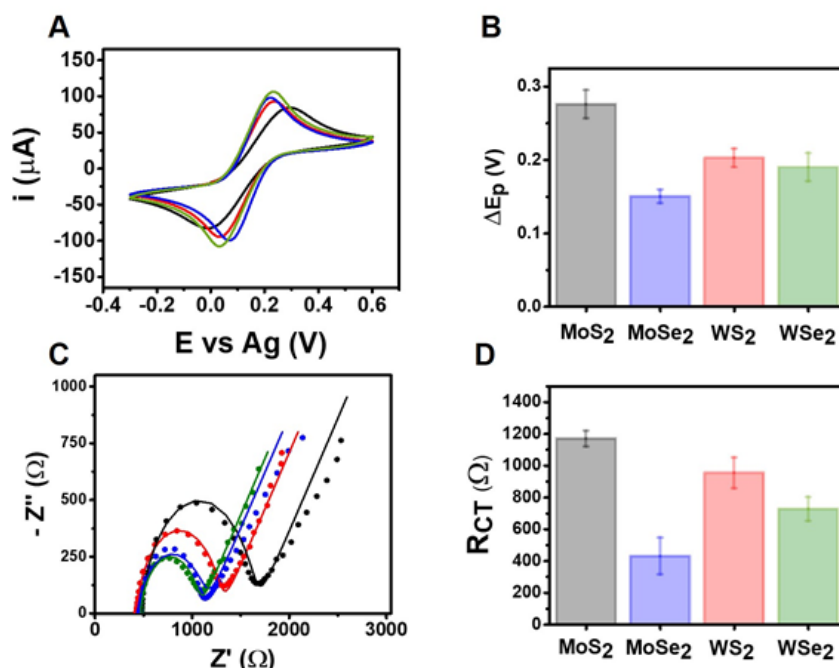 A
150
100
50
0
-50
-100
-150
i (μA)
-0.4 -0.2 0.0 0.2 0.4 0.6
E vs Ag (V)
B
0.3
0.2
0.1
0.0
ΔEp (V)
MoS2 MoSe2 WS2 WSe2
C
1000
750
500
250
0
- Z'' (Ω)
0 1000 2000 3000
Z' (Ω)
D
1400
1200
1000
800
600
400
200
0
RCT (Ω)
MoS2 MoSe2 WS2 WSe2